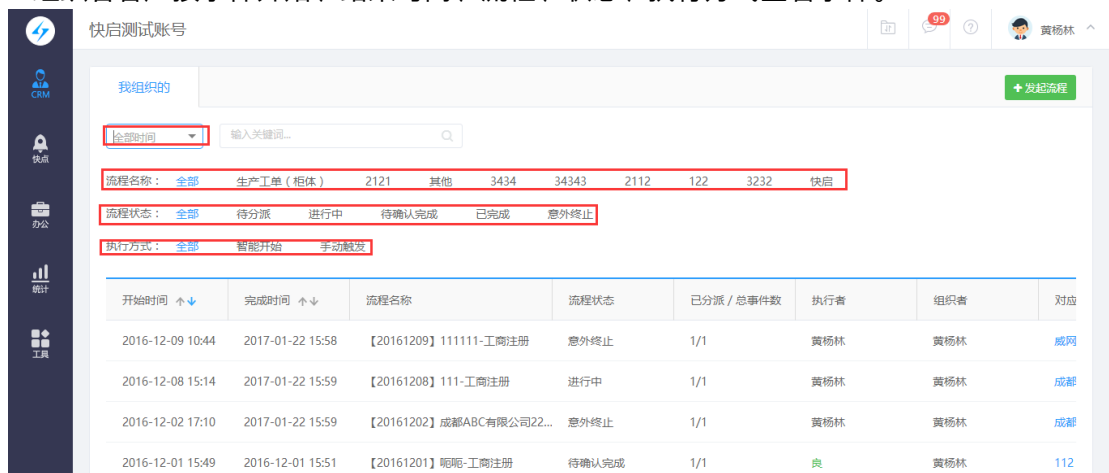 快启测试账号
99
黄杨林
CRM
快点
办公
统计
工具
我组织的
+发起流程
全部时间
输入关键词...
流程名称： 全部 生产工单（柜体） 2121 其他 3434 34343 2112 122 3232 快启
流程状态： 全部 待分派 进行中 待确认完成 已完成 意外终止
执行方式： 全部 智能开始 手动触发
开始时间 完成时间 流程名称 流程状态 已分派 / 总事件数 执行者 组织者 对应
2016-12-09 10:44 2017-01-22 15:58 【20161209】111111-工商注册 意外终止 1/1 黄杨林 黄杨林 威网
2016-12-08 15:14 2017-01-22 15:59 【20161208】111-工商注册 进行中 1/1 黄杨林 黄杨林 成都
2016-12-02 17:10 2017-01-22 15:59 【20161202】成都ABC有限公司22... 意外终止 1/1 黄杨林 黄杨林 成都
2016-12-01 15:49 2016-12-01 15:51 【20161201】呃呃-工商注册 待确认完成 1/1 良 黄杨林 112